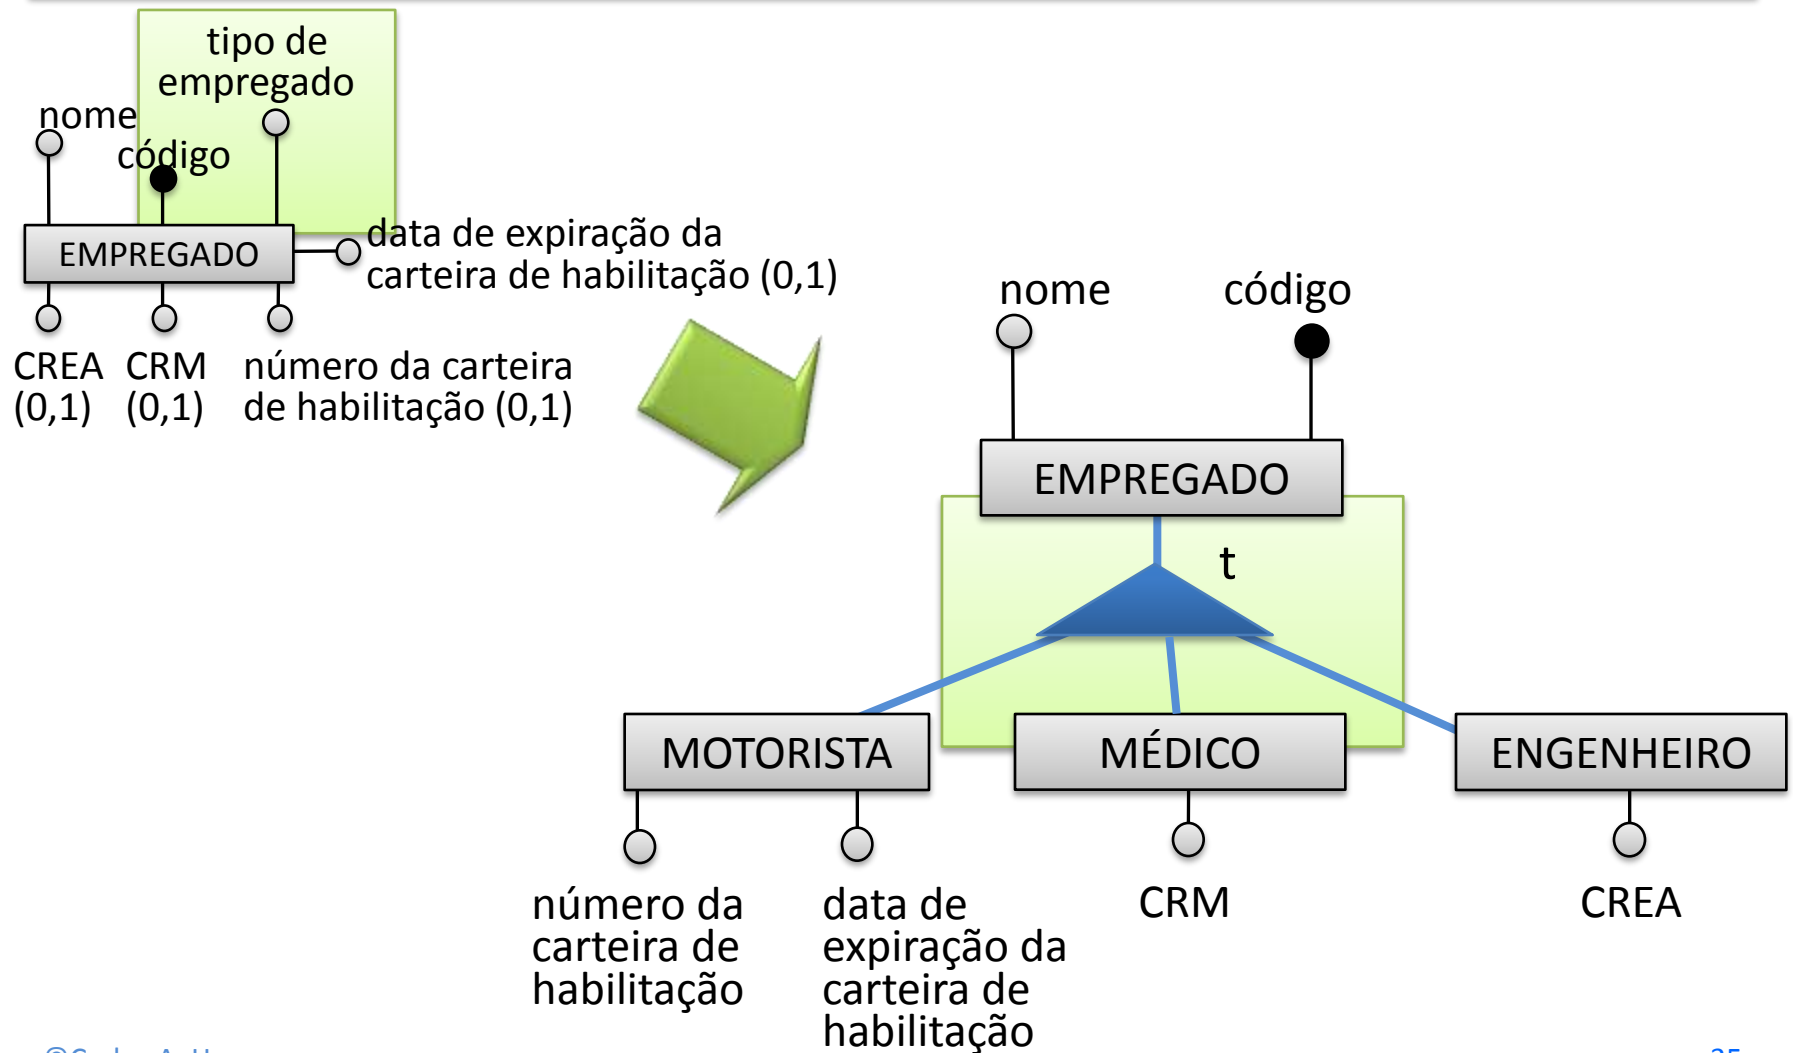 tipo de
empregado
nome
código
EMPREGADO
data de expiração da
carteira de habilitação (0,1)
CREA
(0,1)
CRM
(0,1)
número da carteira
de habilitação (0,1)
nome
código
EMPREGADO
t
MOTORISTA
MÉDICO
ENGENHEIRO
número da
carteira de
habilitação
data de
expiração da
carteira de
habilitação
CRM
CREA